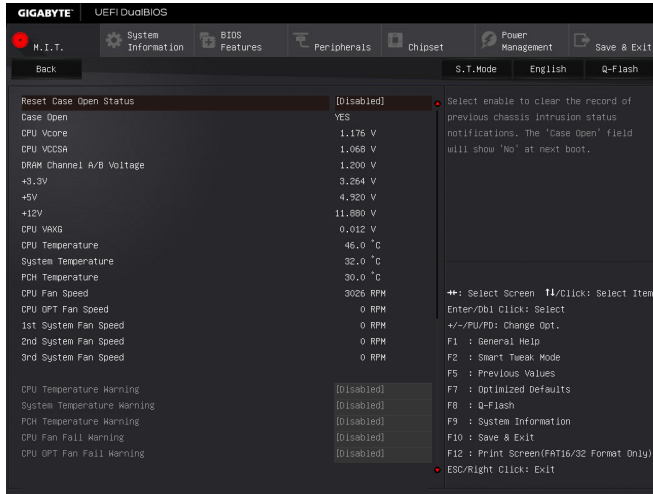 GIGABYTE™ UEFI DualBIOS
M.I.T.
System Information
BIOS Features
Peripherals
Chipset
Power Management
Save & Exit
Back
S.T.Mode English Q-Flash
Reset Case Open Status [Disabled]
Case Open YES
CPU Vcore 1.176 V
CPU VCCSA 1.068 V
DRAM Channel A/B Voltage 1.200 V
+3.3V 3.264 V
+5V 4.920 V
+12V 11.880 V
CPU VAXG 0.012 V
CPU Temperature 46.0 °C
System Temperature 32.0 °C
PCH Temperature 30.0 °C
CPU Fan Speed 3026 RPM
CPU OPT Fan Speed 0 RPM
1st System Fan Speed 0 RPM
2nd System Fan Speed 0 RPM
3rd System Fan Speed 0 RPM
CPU Temperature Warning [Disabled]
System Temperature Warning [Disabled]
PCH Temperature Warning [Disabled]
CPU Fan Fail Warning [Disabled]
CPU OPT Fan Fail Warning [Disabled]
Select enable to clear the record of
previous chassis intrusion status
notifications. The 'Case Open' field
will show 'No' at next boot.
→←: Select Screen ↑↓/Click: Select Item
Enter/Dbl Click: Select
+/-/PU/PD: Change Opt.
F1 : General Help
F2 : Smart Tweak Mode
F5 : Previous Values
F7 : Optimized Defaults
F8 : Q-Flash
F9 : System Information
F10 : Save & Exit
F12 : Print Screen(FAT16/32 Format Only)
ESC/Right Click: Exit